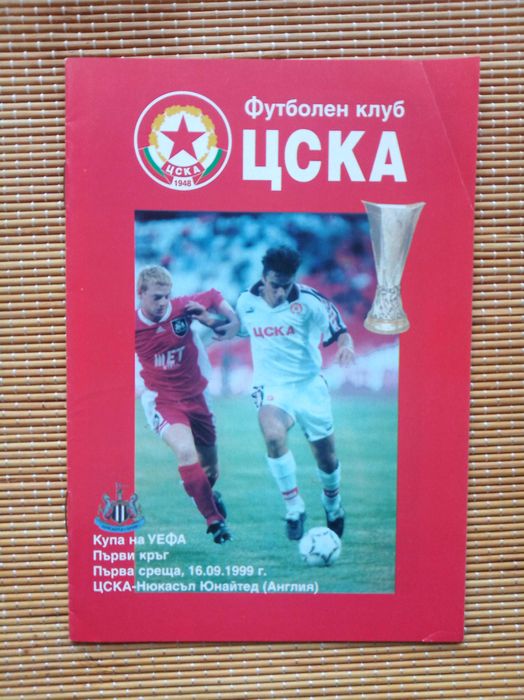 Футболен клуб
ЦСКА
ЦСКА
1948
ЦСКА
Купа на УЕФА
Първи кръг
Първа среща, 16.09.1999 г.
ЦСКА-Нюкасъл Юнайтед (Англия)